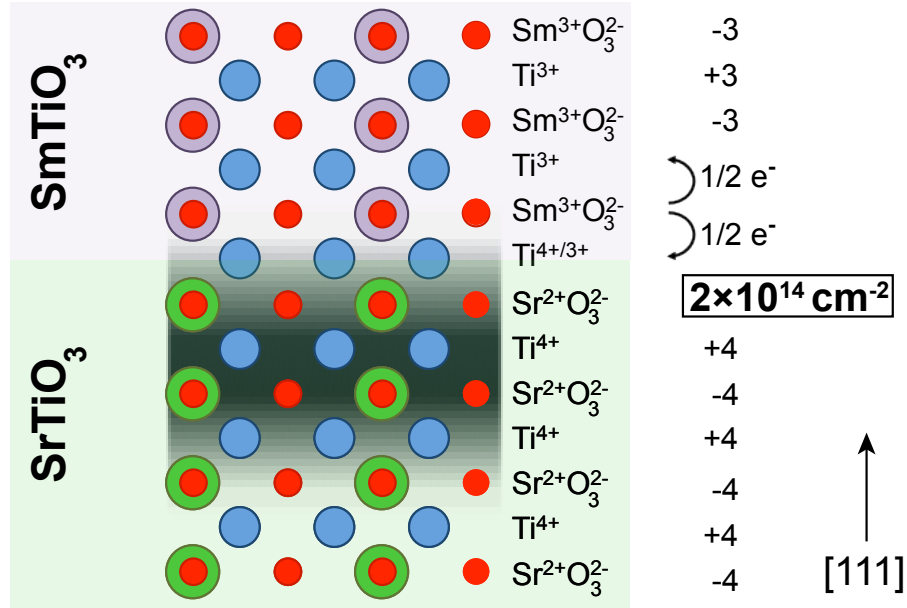 SmTiO₃
SrTiO₃
Sm³⁺O₃²⁻ -3
Ti³⁺ +3
Sm³⁺O₃²⁻ -3
Ti³⁺
1/2 e⁻
Sm³⁺O₃²⁻
1/2 e⁻
Ti⁴⁺/³⁺
Sr²⁺O₃²⁻ 2×10¹⁴ cm⁻²
Ti⁴⁺ +4
Sr²⁺O₃²⁻ -4
Ti⁴⁺ +4
Sr²⁺O₃²⁻ -4
Ti⁴⁺ +4
Sr²⁺O₃²⁻ -4
[111]